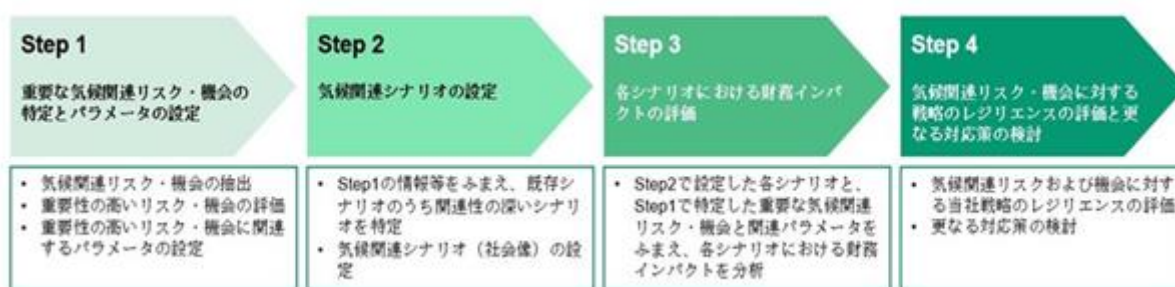 Step 1
重要な気候関連リスク・機会の
特定とパラメータの設定
• 気候関連リスク・機会の抽出
• 重要性の高いリスク・機会の評価
• 重要性の高いリスク・機会に関連
するパラメータの設定
Step 2
気候関連シナリオの設定
• Step1の情報等をふまえ、既存シ
ナリオのうち関連性の深いシナリ
オを特定
• 気候関連シナリオ（社会像）の設
定
Step 3
各シナリオにおける財務インパ
クトの評価
• Step2で設定した各シナリオと、
Step1で特定した重要な気候関連
リスク・機会と関連パラメータを
ふまえ、各シナリオにおける財務
インパクトを分析
Step 4
気候関連リスク・機会に対する
戦略のレジリエンスの評価と更
なる対応策の検討
• 気候関連リスクおよび機会に対す
る当社戦略のレジリエンスの評価
• 更なる対応策の検討